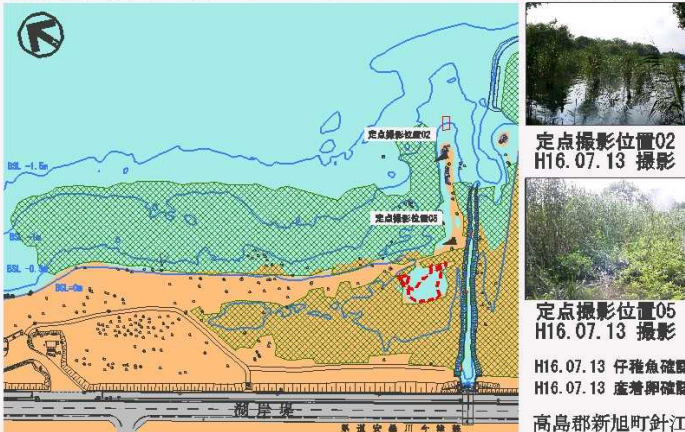 定点撮影位置02
定点撮影位置05
BSL -1.5m
BSL -1m
BSL -0.5m
BSL=0m
湖岸堤
定点撮影位置02
H16.07.13 撮影
定点撮影位置05
H16.07.13 撮影
H16.07.13 仔稚魚確認
H16.07.13 産着卵確認
高島郡新旭町針江